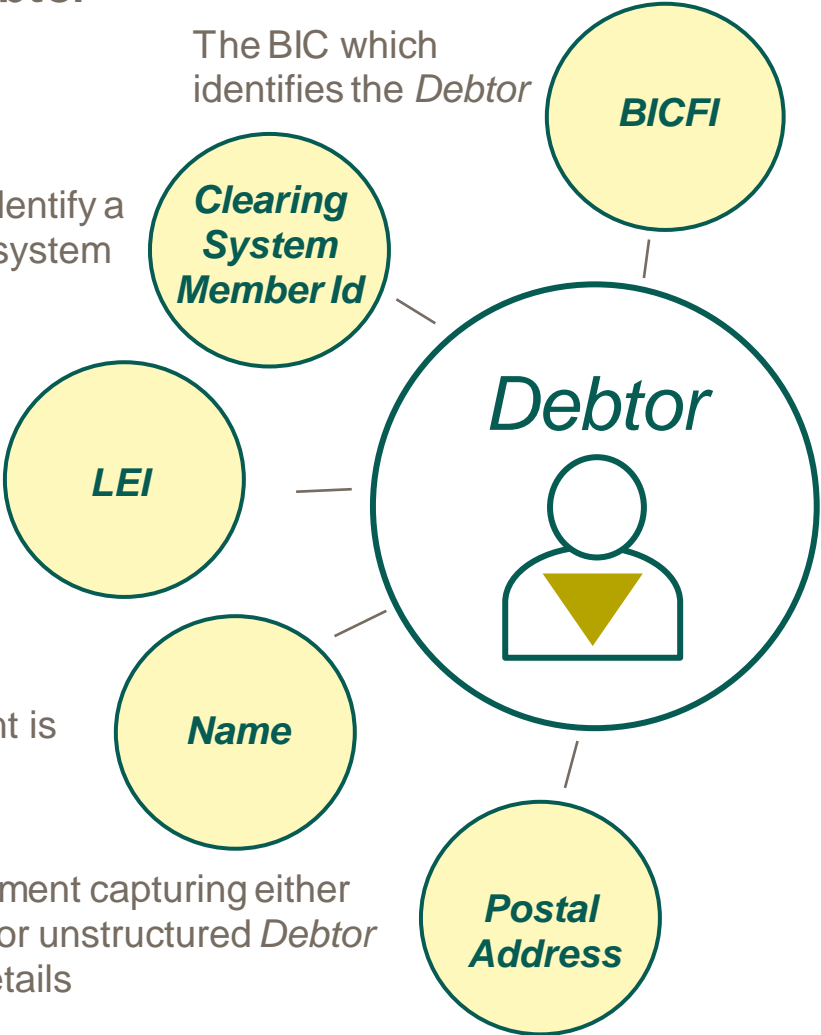 The BIC which
identifies the Debtor
BICFI
Clearing
System
Member Id
a
system
Debtor
LEI
nt is
Name
ment capturing either
or unstructured Debtor
etails
Postal
Address